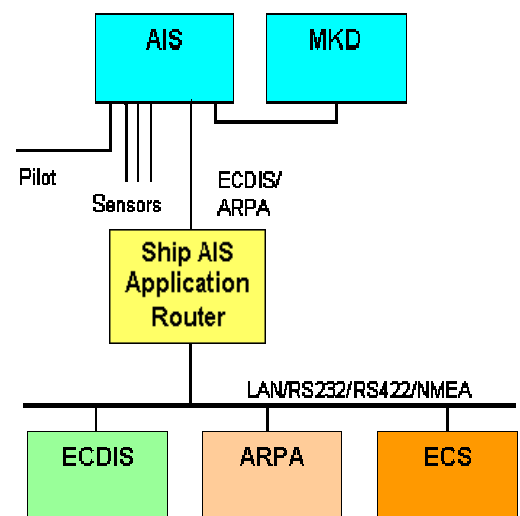 AIS
MKD
Pilot
Sensors
ECDIS/
ARPA
Ship AIS
Application
Router
LAN/RS232/RS422/NMEA
ECDIS
ARPA
ECS